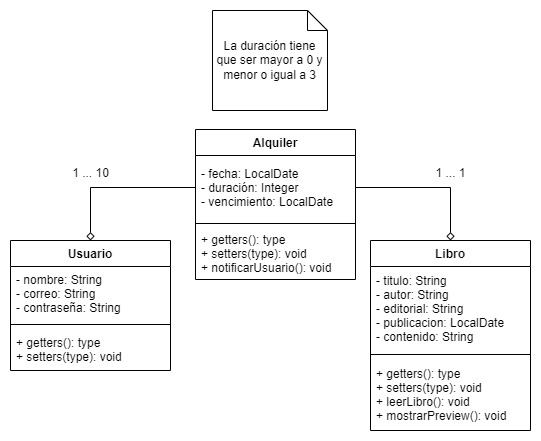 La duración tiene
que ser mayor a 0 y
menor o igual a 3
Alquiler
- fecha: LocalDate
- duración: Integer
- vencimiento: LocalDate
+ getters(): type
+ setters(type): void
+ notificarUsuario(): void
1 ... 10
1 ... 1
Usuario
- nombre: String
- correo: String
- contraseña: String
+ getters(): type
+ setters(type): void
Libro
- titulo: String
- autor: String
- editorial: String
- publicacion: LocalDate
- contenido: String
+ getters(): type
+ setters(type): void
+ leerLibro(): void
+ mostrarPreview(): void